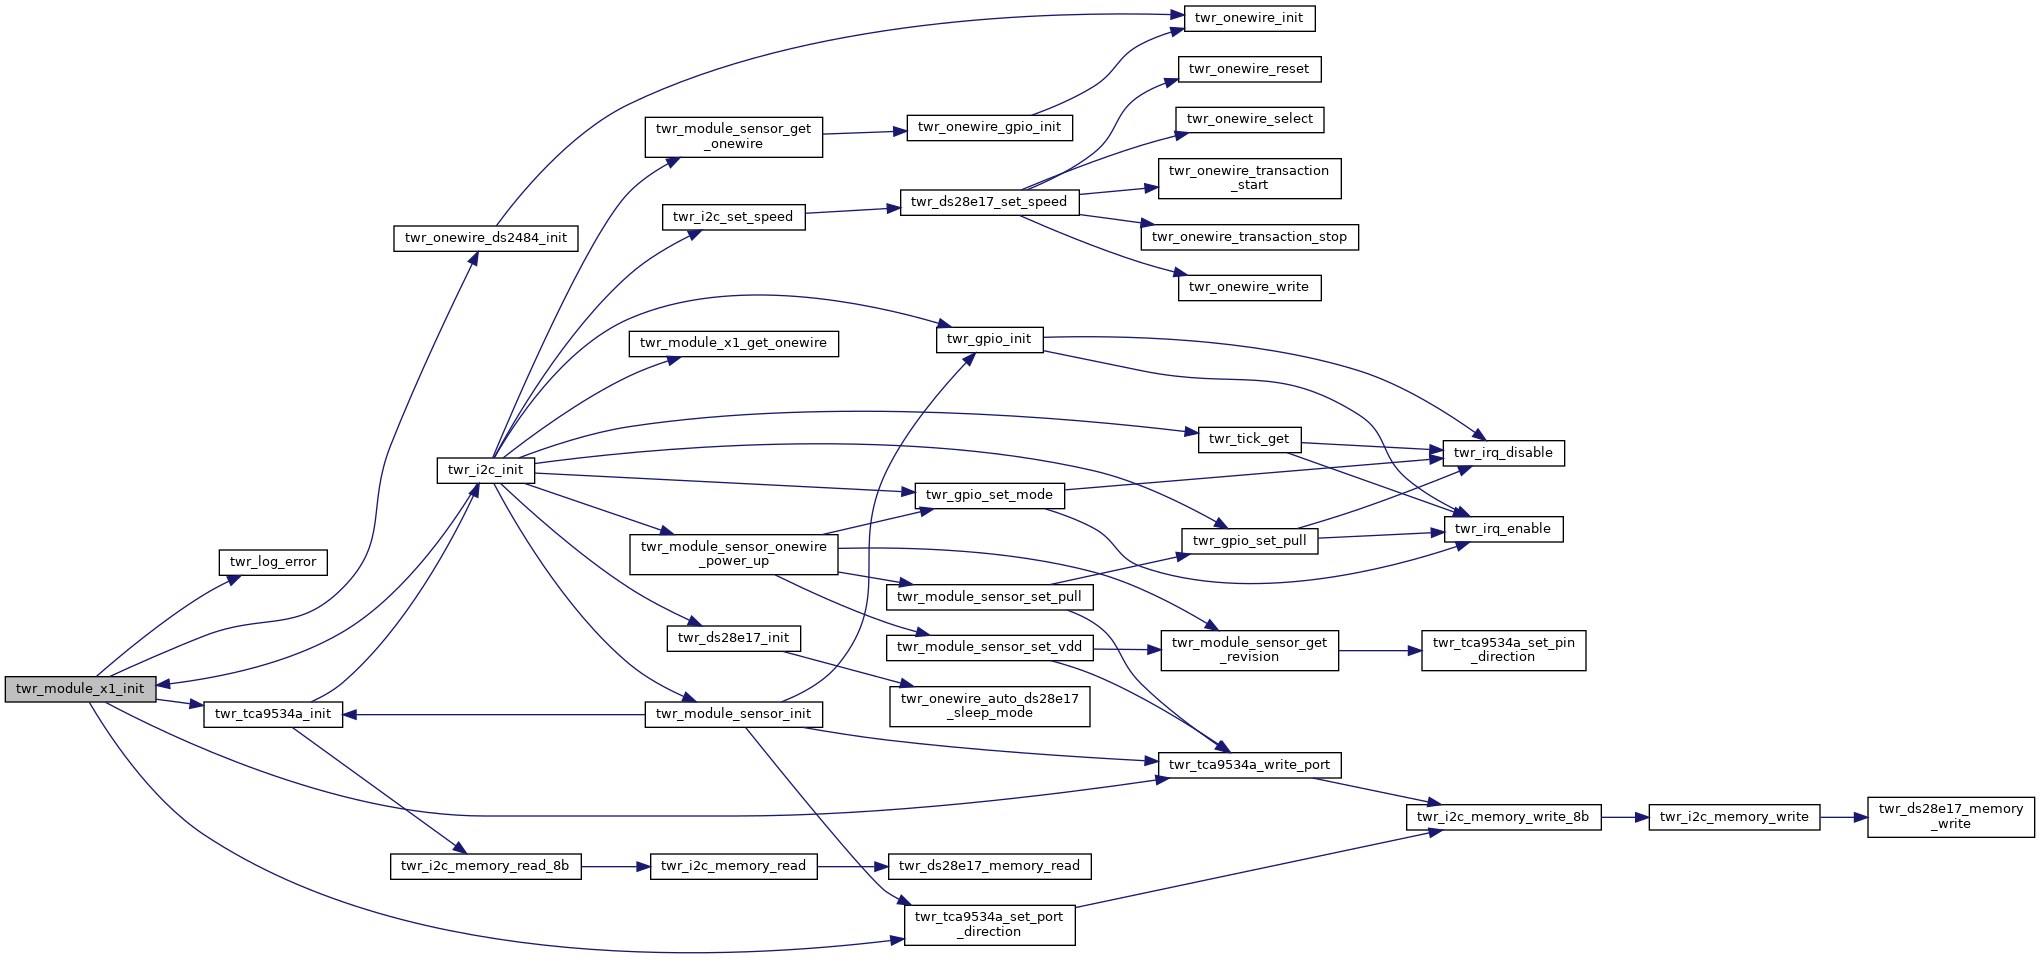 twr_module_x1_init
twr_log_error
twr_tca9534a_init
twr_onewire_ds2484_init
twr_i2c_init
twr_i2c_memory_read_8b
twr_module_sensor_get
_onewire
twr_i2c_set_speed
twr_module_x1_get_onewire
twr_module_sensor_onewire
_power_up
twr_ds28e17_init
twr_module_sensor_init
twr_i2c_memory_read
twr_onewire_gpio_init
twr_ds28e17_set_speed
twr_gpio_init
twr_gpio_set_mode
twr_module_sensor_set_pull
twr_module_sensor_set_vdd
twr_onewire_auto_ds28e17
_sleep_mode
twr_ds28e17_memory_read
twr_tca9534a_set_port
_direction
twr_onewire_init
twr_onewire_reset
twr_onewire_select
twr_onewire_transaction
_start
twr_onewire_transaction_stop
twr_onewire_write
twr_tick_get
twr_gpio_set_pull
twr_module_sensor_get
_revision
twr_tca9534a_write_port
twr_irq_disable
twr_irq_enable
twr_tca9534a_set_pin
_direction
twr_i2c_memory_write_8b
twr_i2c_memory_write
twr_ds28e17_memory
_write